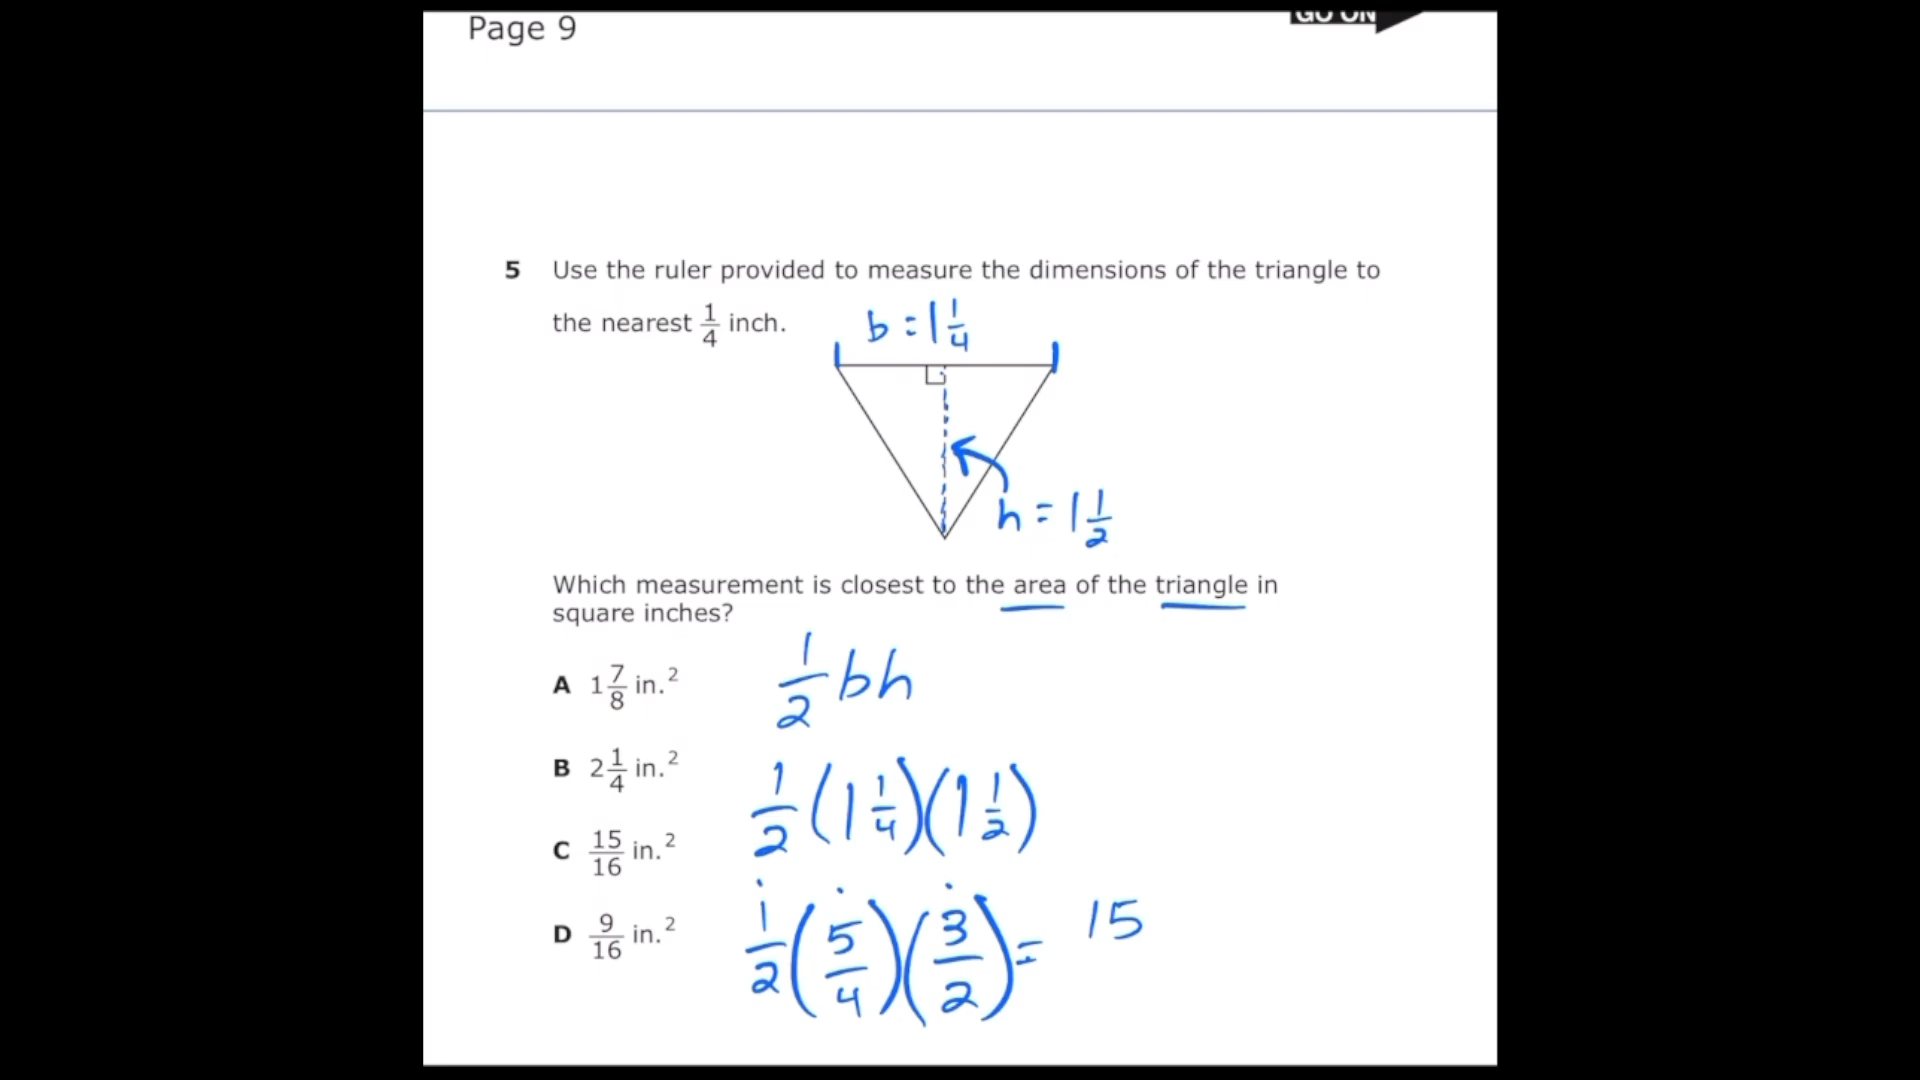 Page 9
GO ON
5 Use the ruler provided to measure the dimensions of the triangle to
the nearest 1/4 inch.
b = 1 1/4
h = 1 1/2
Which measurement is closest to the area of the triangle in
square inches?
A 1 7/8 in.²
B 2 1/4 in.²
C 15/16 in.²
D 9/16 in.²
1/2 bh
1/2 (1 1/4)(1 1/2)
1/2 (5/4)(3/2) = 15